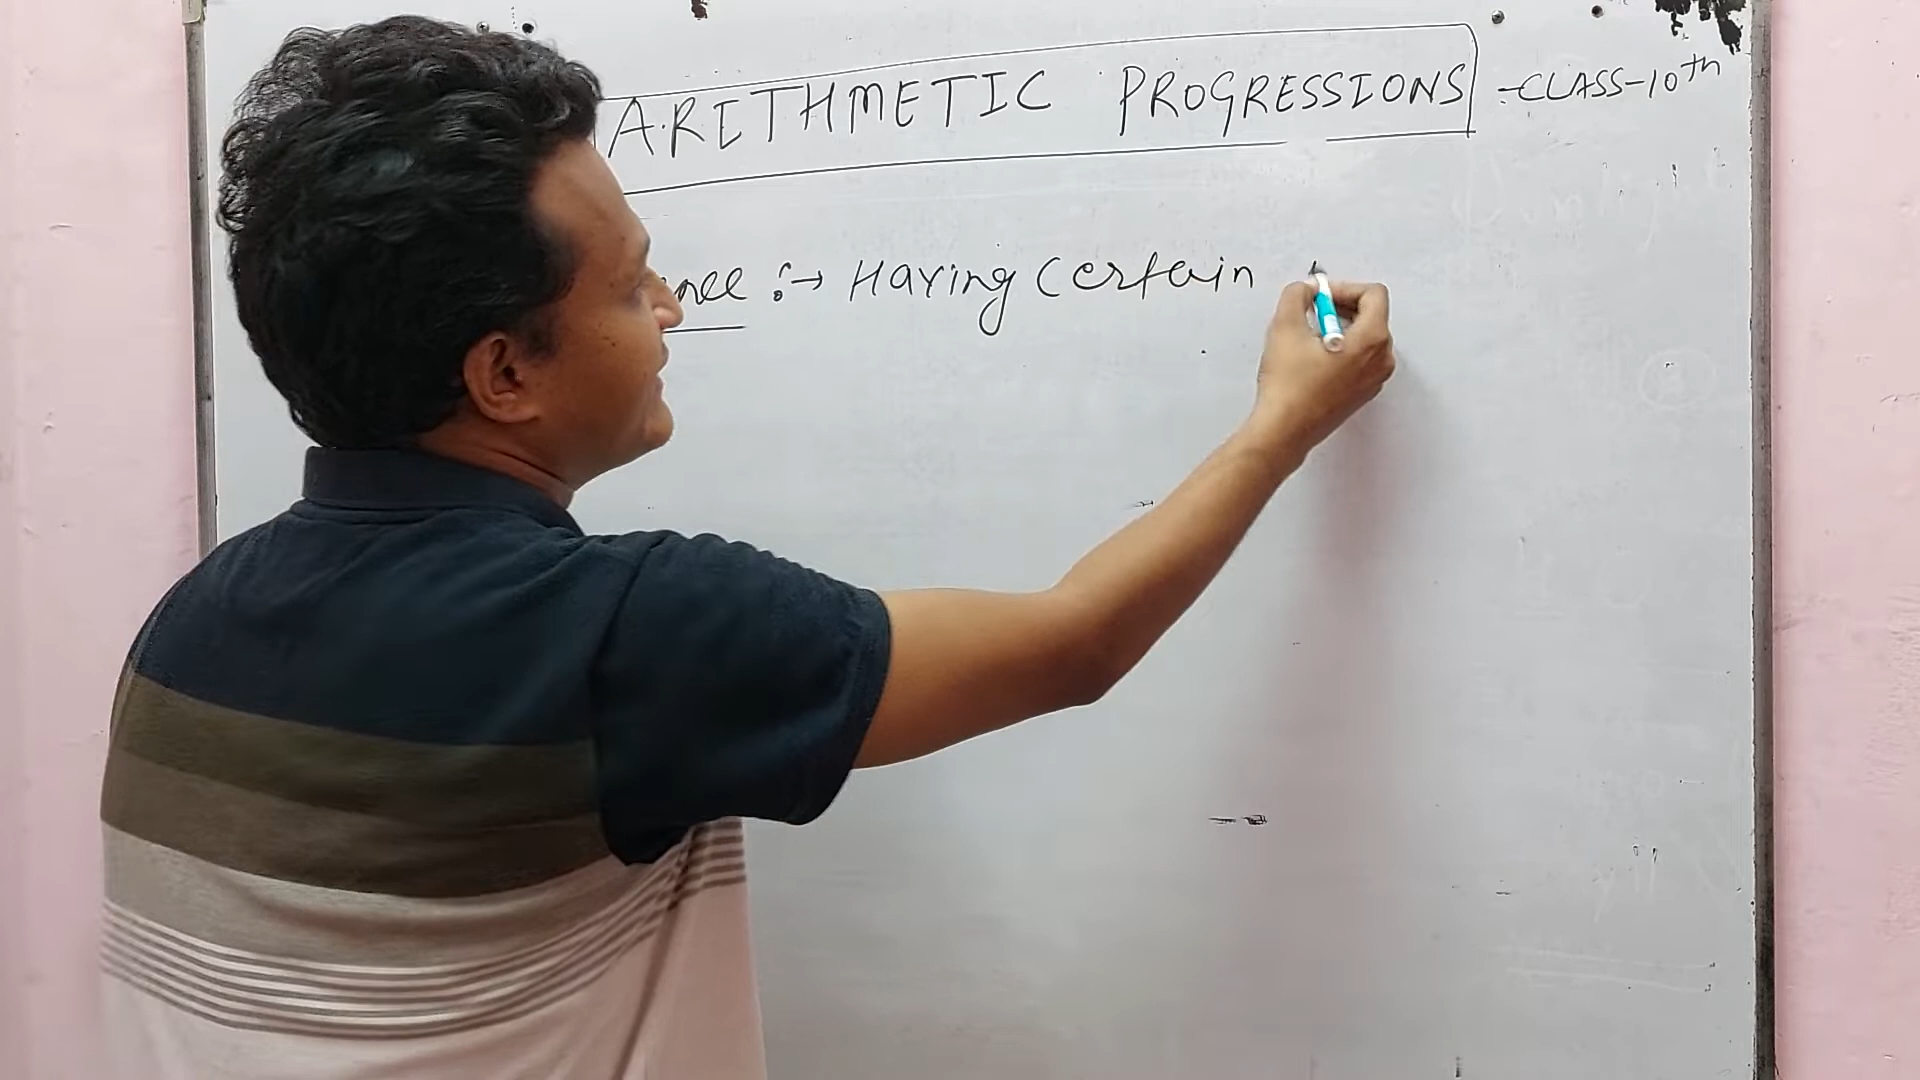 ARITHMETIC PROGRESSIONS :-CLASS-10th
:→ Having Certain